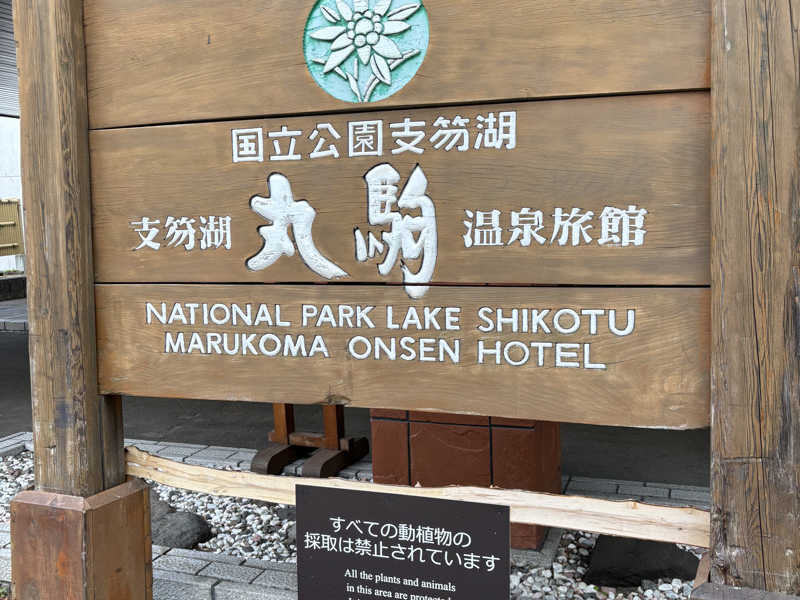 国立公園支笏湖
支笏湖 丸駒 温泉旅館
NATIONAL PARK LAKE SHIKOTU
MARUKOMA ONSEN HOTEL
すべての動植物の
採取は禁止されています
All the plants and animals
in this area are protected